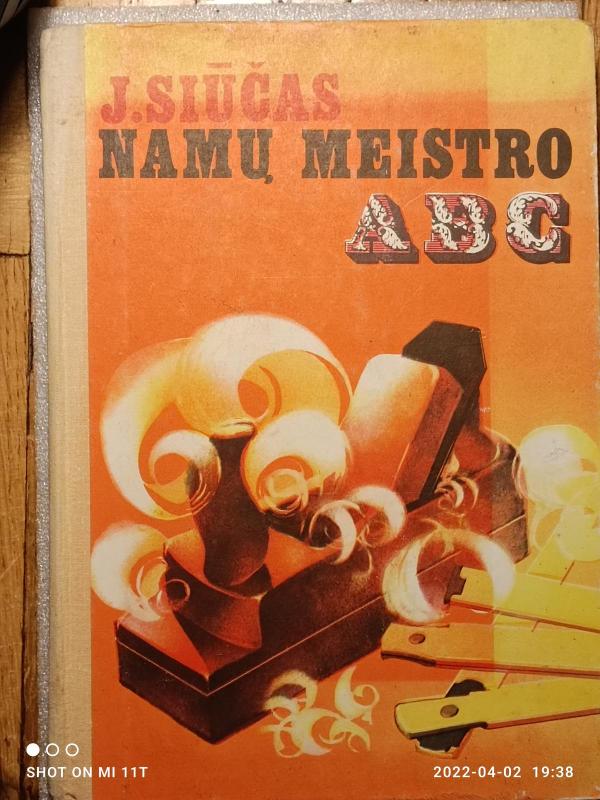 J.SIŪČAS
NAMŲ MEISTRO
ABC
SHOT ON MI 11T
2022-04-02 19:38